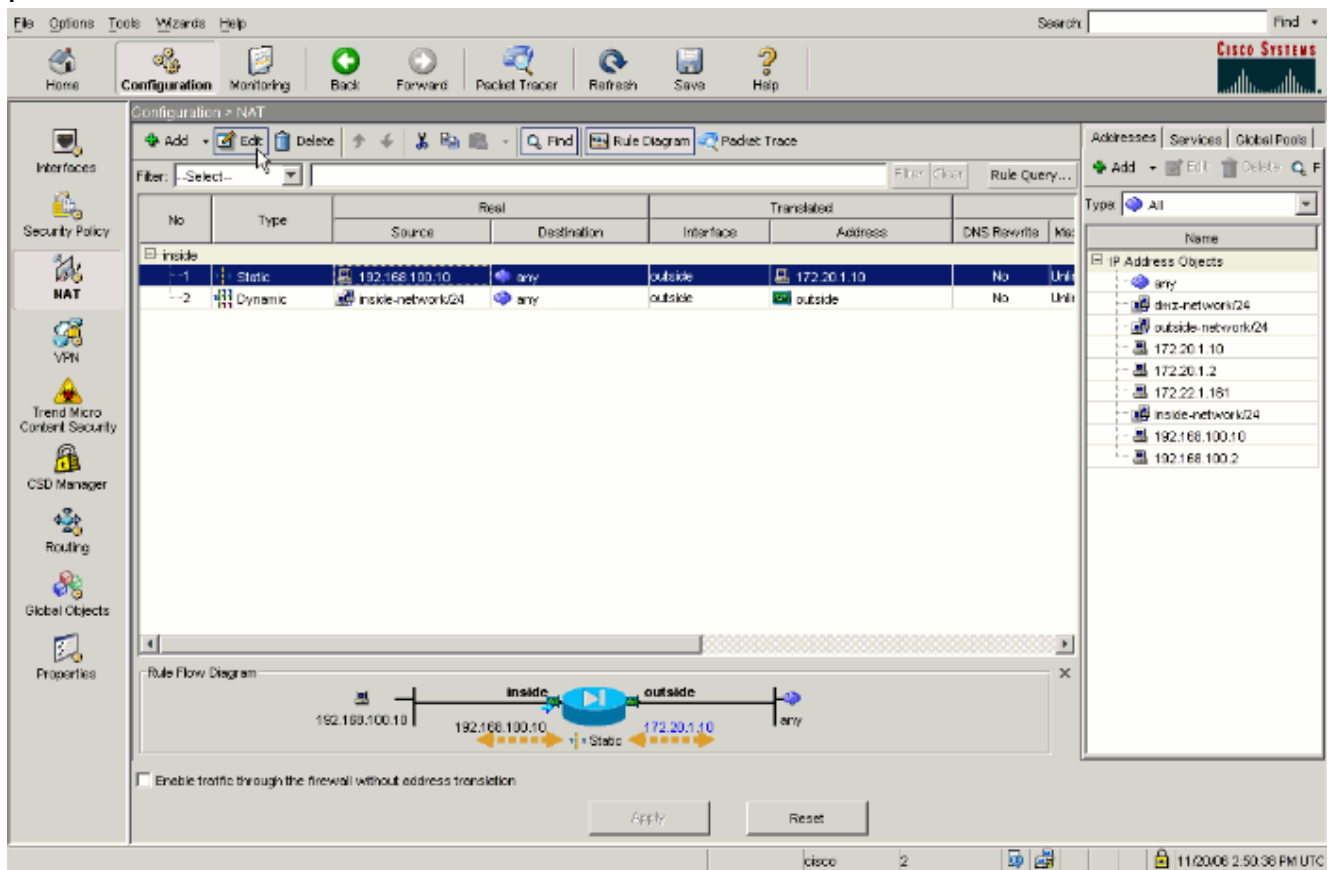 File Options Tools Wizards Help Search: Find
Home Configuration Monitoring Back Forward Packet Tracer Refresh Save Help
CISCO SYSTEMS
Configuration > NAT
Interfaces
Security Policy
NAT
VPN
Trend Micro
Content Security
CSD Manager
Routing
Global Objects
Properties
Add Edit Delete Find Rule Diagram Packet Trace
Filter: --Select-- Filter Clear Rule Query...
No Type Real Translated
Source Destination Interface Address DNS Rewrite
inside
1 Static 192.168.100.10 any outside 172.20.1.10 No
2 Dynamic inside-network/24 any outside outside No
Rule Flow Diagram
inside outside
192.168.100.10 192.168.100.10 172.20.1.10 any
Static
Enable traffic through the firewall without address translation
Apply Reset
Addresses Services Global Pools
Add Edit Delete F
Type: All
Name
IP Address Objects
any
dmz-network/24
outside-network/24
172.20.1.10
172.20.1.2
172.22.1.161
inside-network/24
192.168.100.10
192.168.100.2
cisco 2 11/20/06 2:50:38 PM UTC